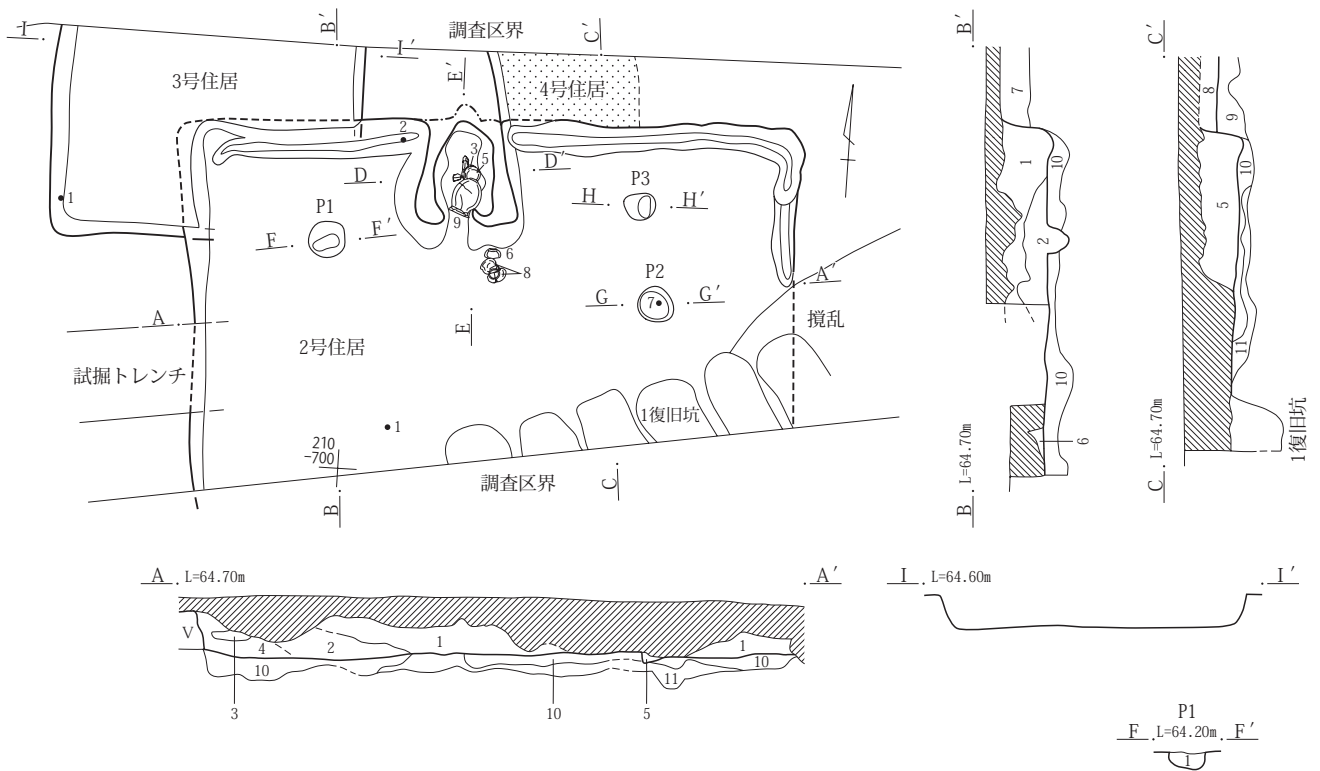 調査区界
I
B′
I′
E′
C′
3号住居
4号住居
2
3
5
D
D′
1
P1
F
F′
9
6
8
P3
H
H′
P2
G
7
G′
A′
A
E
2号住居
撹乱
試掘トレンチ
1復旧坑
1
210
-700
調査区界
B
C
B′
7
1
10
2
10
6
B
L=64.70m
C′
8
9
10
5
11
1復旧坑
C
L=64.70m
A L=64.70m A′
V
4
2
1
1
10
10
11
3
10
5
I L=64.60m I′
P1
F L=64.20m F′
1